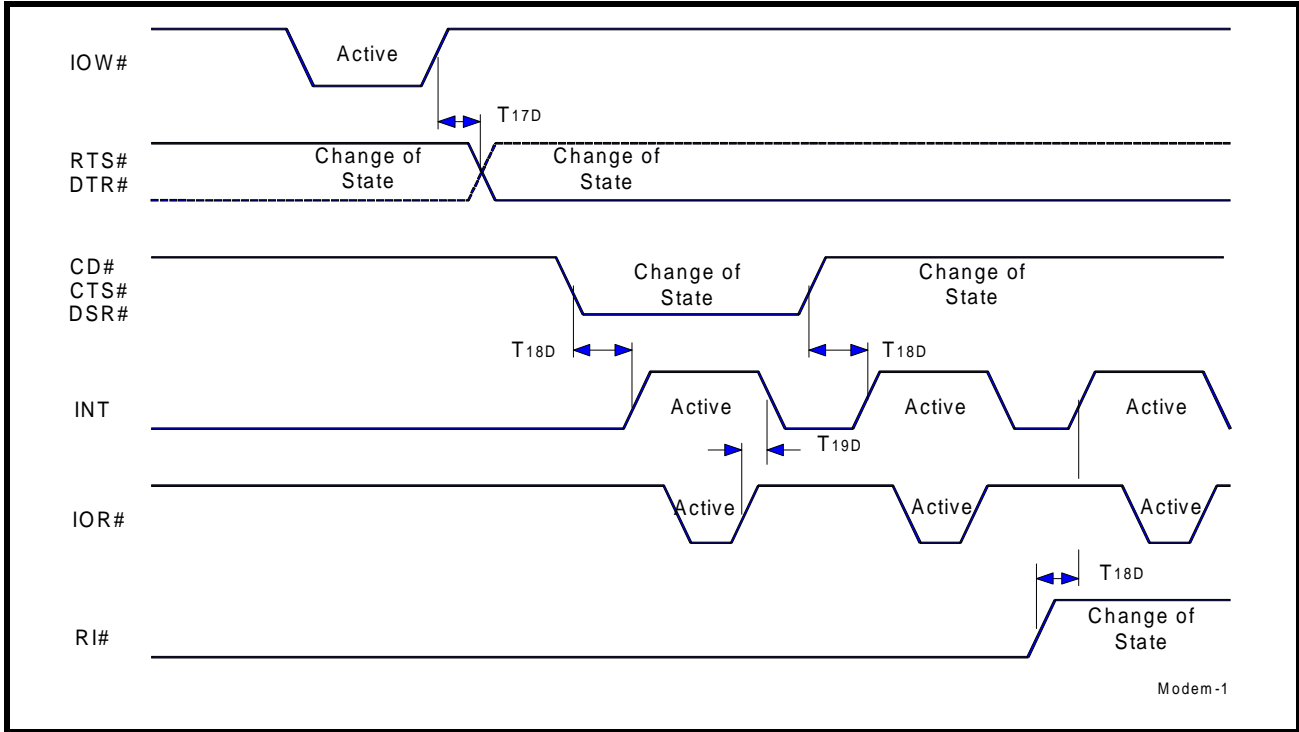 IOW#
Active
T17D
RTS#
DTR#
Change of
State
Change of
State
CD#
CTS#
DSR#
Change of
State
Change of
State
T18D
T18D
INT
Active
Active
Active
T19D
IOR#
Active
Active
Active
T18D
RI#
Change of
State
Modem-1